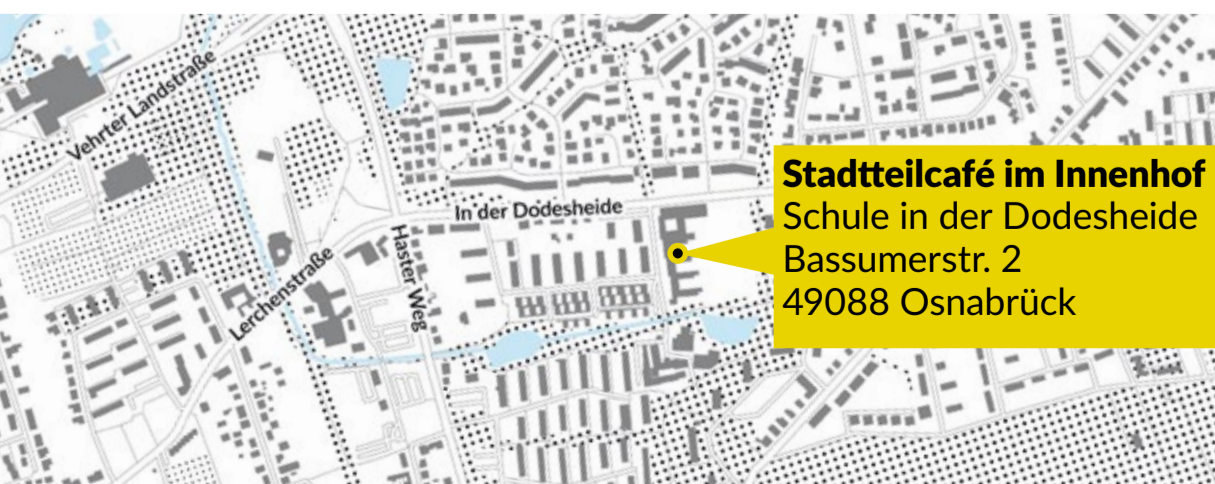 Vehrter Landstraße
Lerchenstraße
Haster Weg
In der Dodesheide
Stadtteilcafé im Innenhof
Schule in der Dodesheide
Bassumerstr. 2
49088 Osnabrück